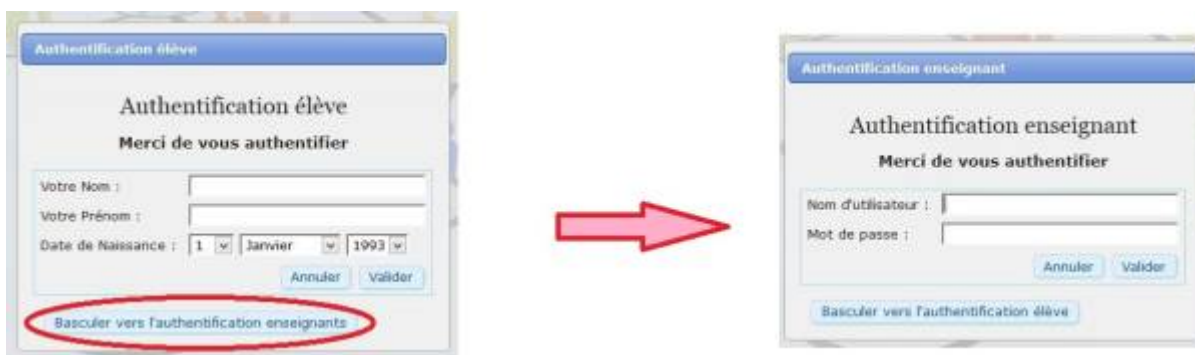 Authentification élève
Authentification élève
Merci de vous authentifier
Votre Nom :
Votre Prénom :
Date de Naissance : 1 Janvier 1993
Annuler Valider
Basculer vers l'authentification enseignants
Authentification enseignant
Authentification enseignant
Merci de vous authentifier
Nom d'utilisateur :
Mot de passe :
Annuler Valider
Basculer vers l'authentification élève